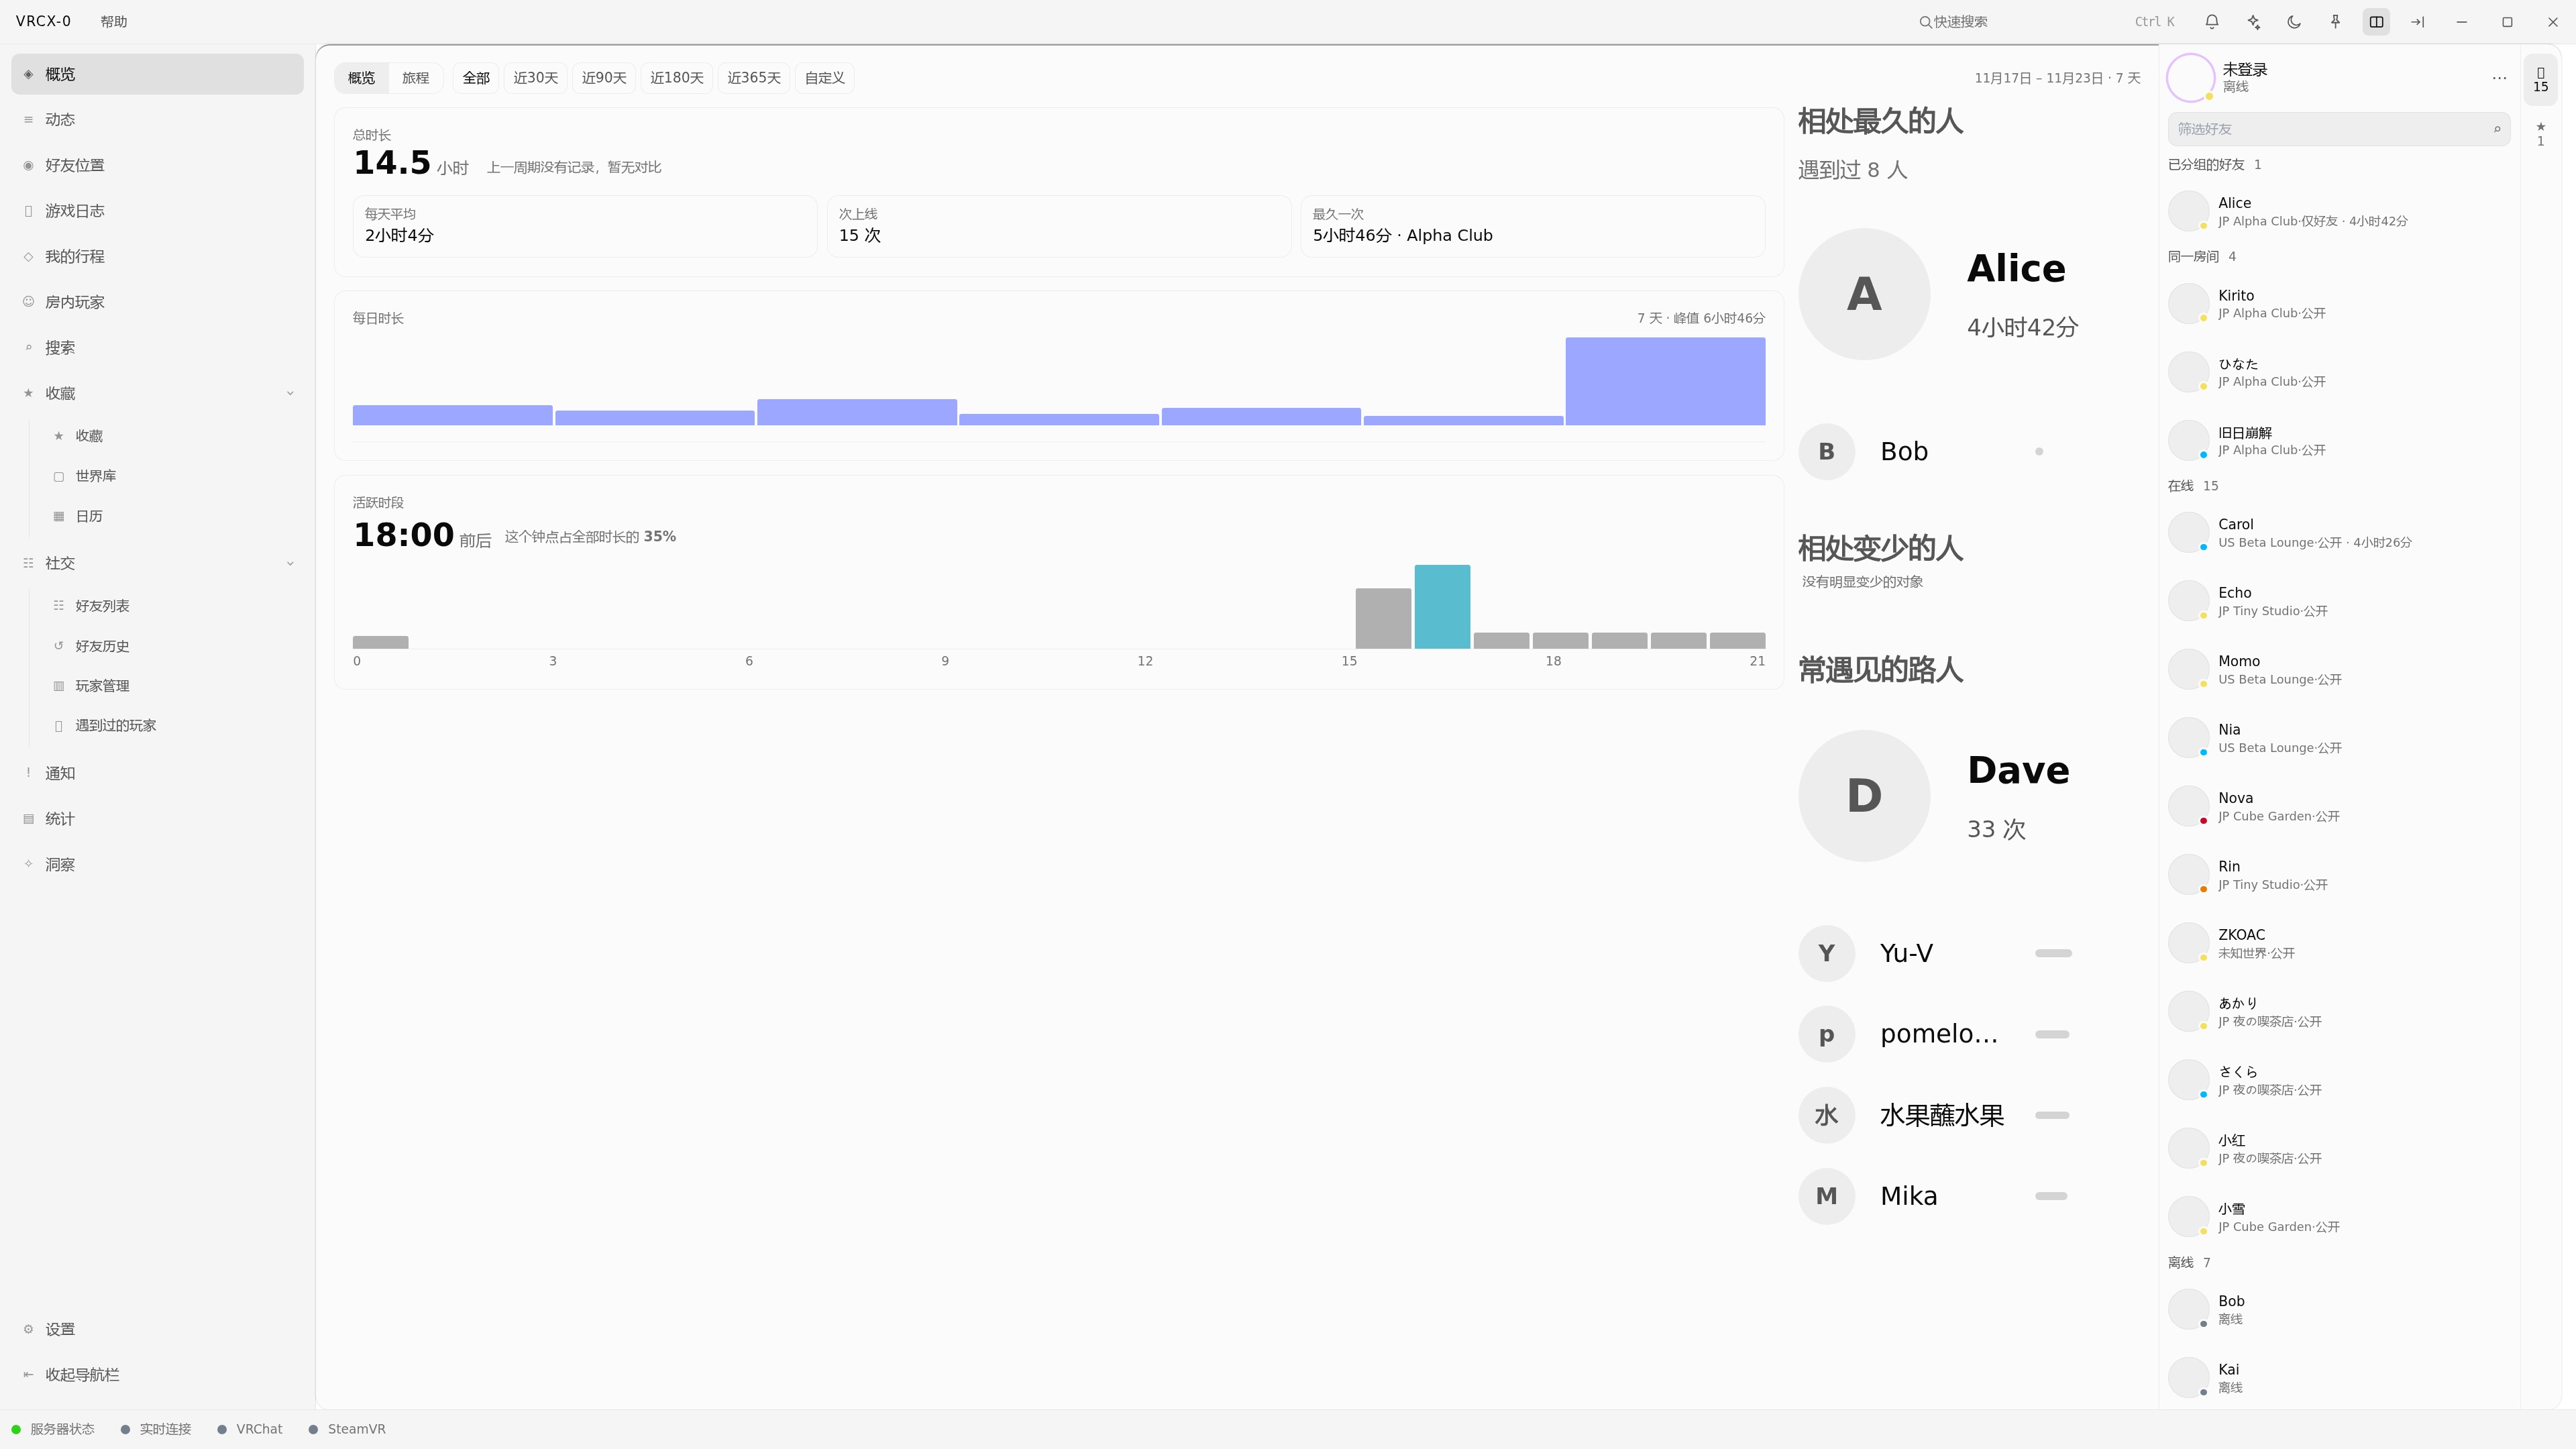 VRCX-0 帮助 快速搜索 Ctrl K
概览
动态
好友位置
游戏日志
我的行程
房内玩家
搜索
收藏
收藏
世界库
日历
社交
好友列表
好友历史
玩家管理
遇到过的玩家
通知
统计
洞察
设置
收起导航栏
概览 旅程 全部 近30天 近90天 近180天 近365天 自定义 11月17日 – 11月23日 · 7 天
总时长
14.5 小时 上一周期没有记录，暂无对比
每天平均
2小时4分
次上线
15 次
最久一次
5小时46分 · Alpha Club
每日时长 7 天 · 峰值 6小时46分
活跃时段
18:00 前后 这个钟点占全部时长的 35%
0 3 6 9 12 15 18 21
相处最久的人
遇到过 8 人
A Alice
4小时42分
B Bob
相处变少的人
没有明显变少的对象
常遇见的路人
D Dave
33 次
Y Yu-V
p pomelo...
水 水果蘸水果
M Mika
未登录
离线
筛选好友
已分组的好友 1
Alice
JP Alpha Club·仅好友 · 4小时42分
同一房间 4
Kirito
JP Alpha Club·公开
ひなた
JP Alpha Club·公开
旧日崩解
JP Alpha Club·公开
在线 15
Carol
US Beta Lounge·公开 · 4小时26分
Echo
JP Tiny Studio·公开
Momo
US Beta Lounge·公开
Nia
US Beta Lounge·公开
Nova
JP Cube Garden·公开
Rin
JP Tiny Studio·公开
ZKOAC
未知世界·公开
あかり
JP 夜の喫茶店·公开
さくら
JP 夜の喫茶店·公开
小红
JP 夜の喫茶店·公开
小雪
JP Cube Garden·公开
离线 7
Bob
离线
Kai
离线
15
1
服务器状态 实时连接 VRChat SteamVR